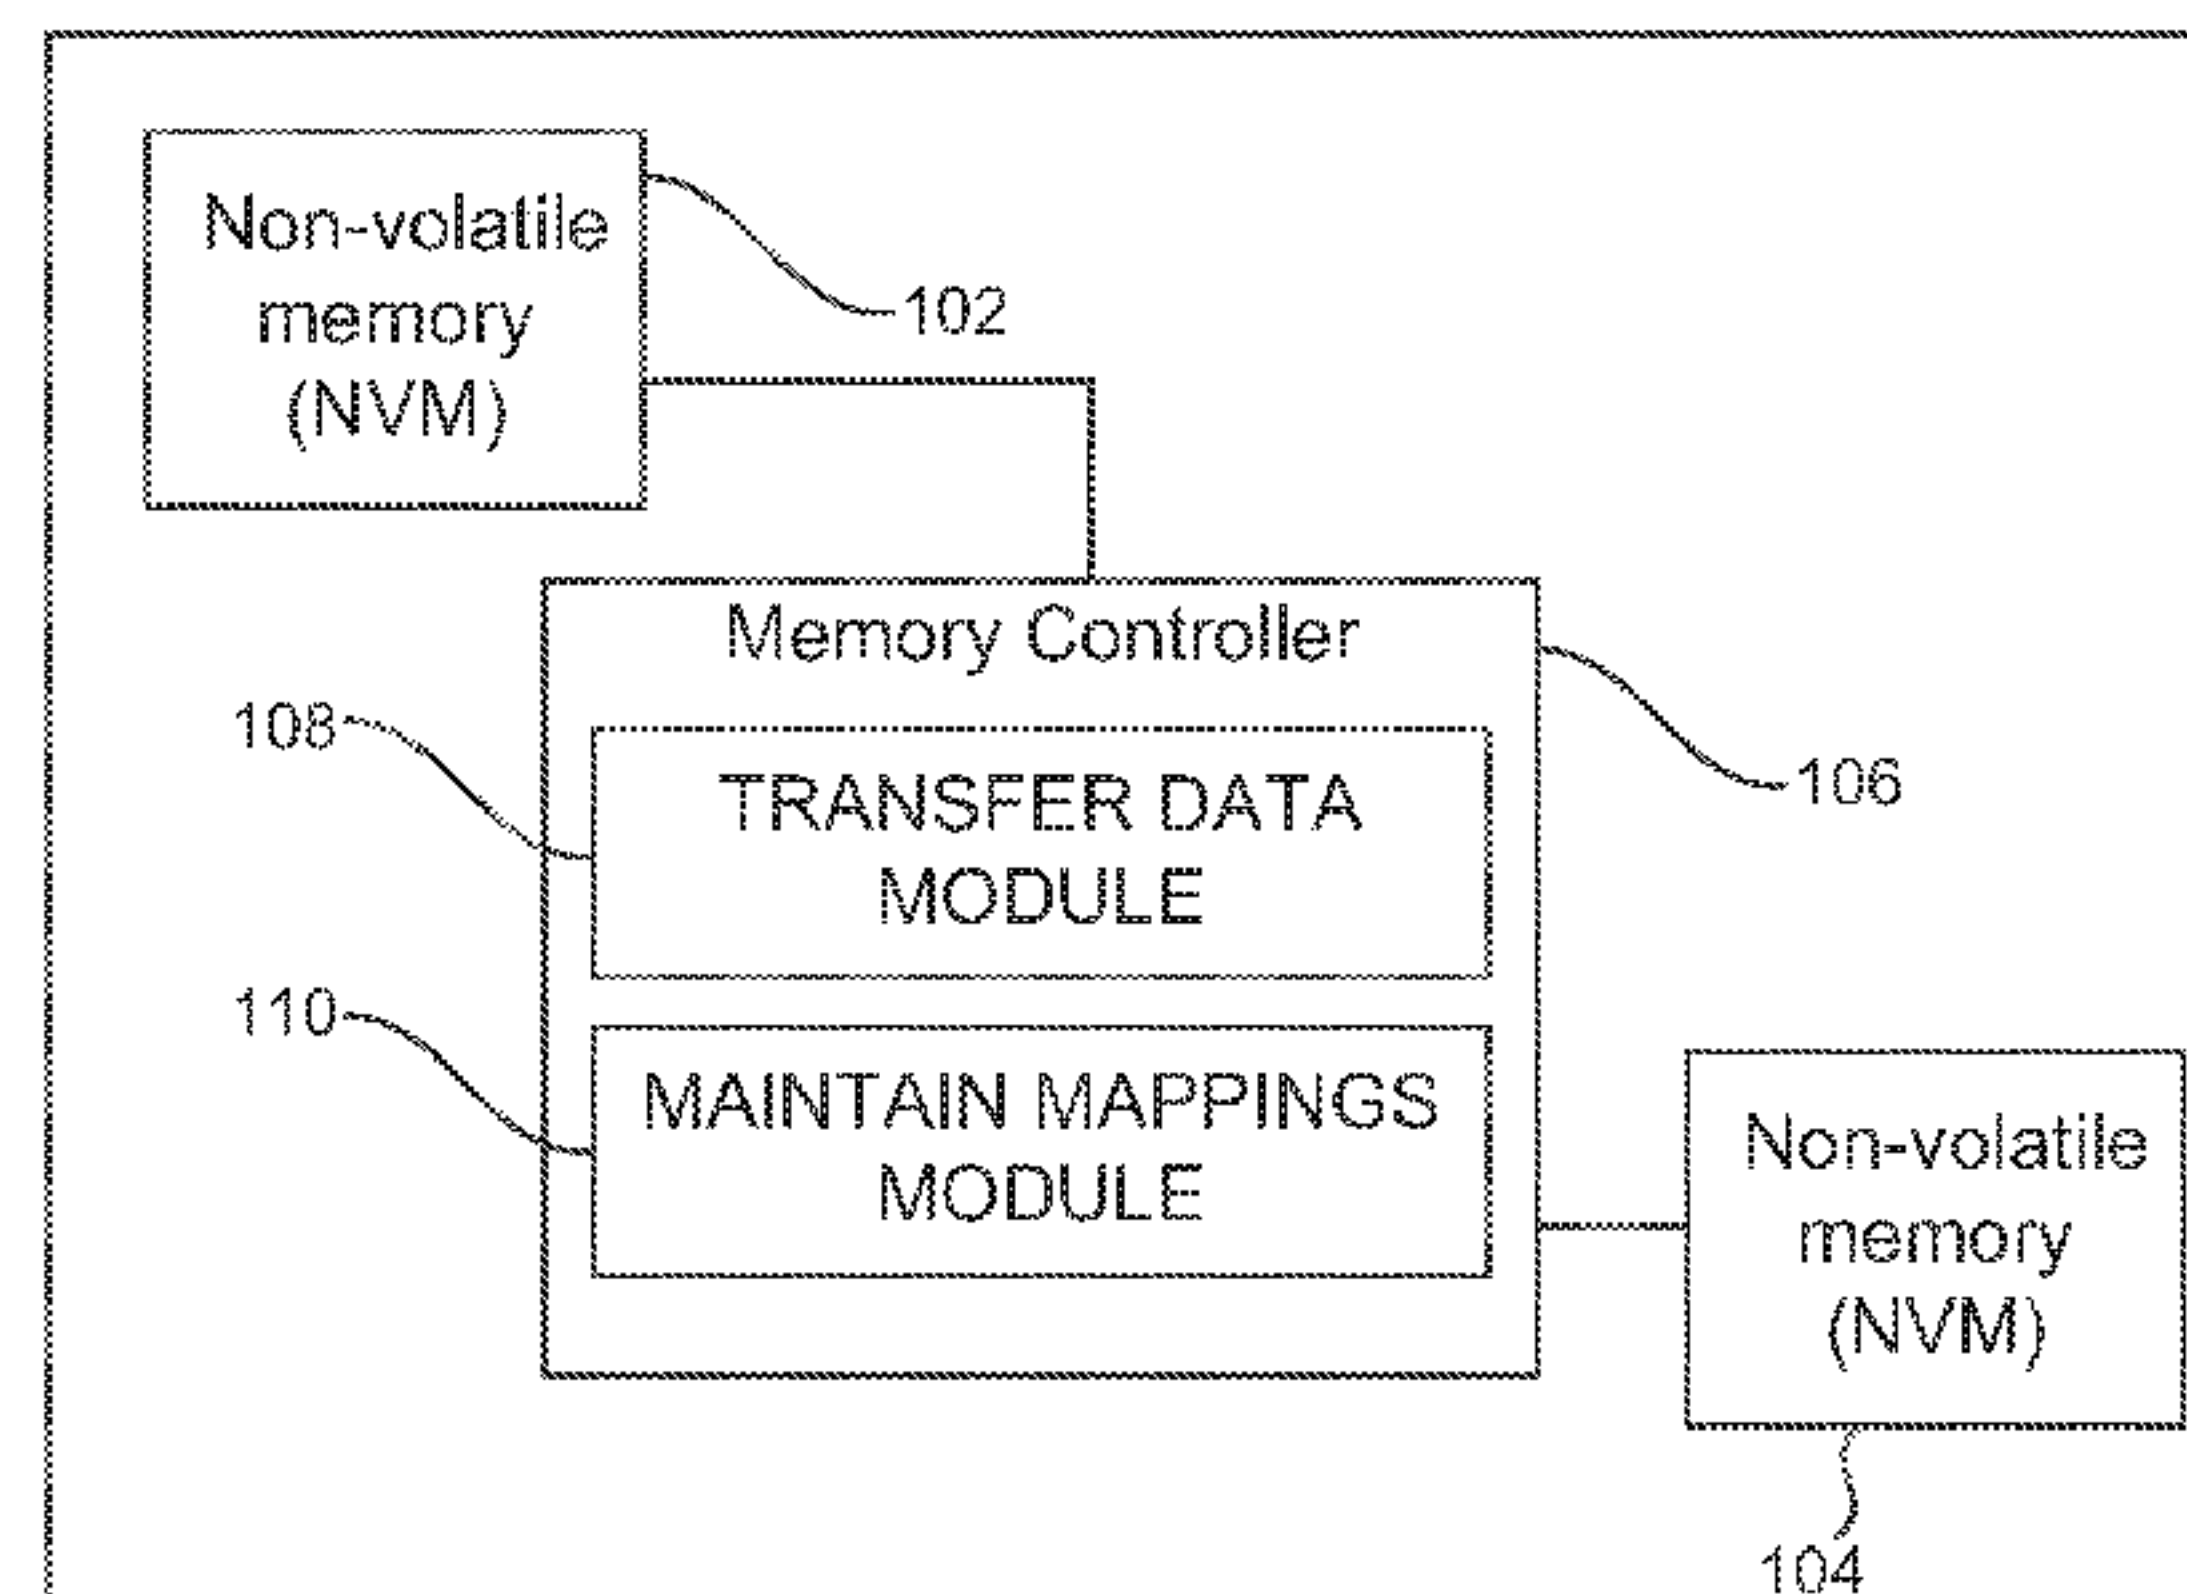 Non-volatile
memory
(NVM)
102
Memory Controller
108
TRANSFER DATA
MODULE
106
110
MAINTAIN MAPPINGS
MODULE
Non-volatile
memory
(NVM)
104